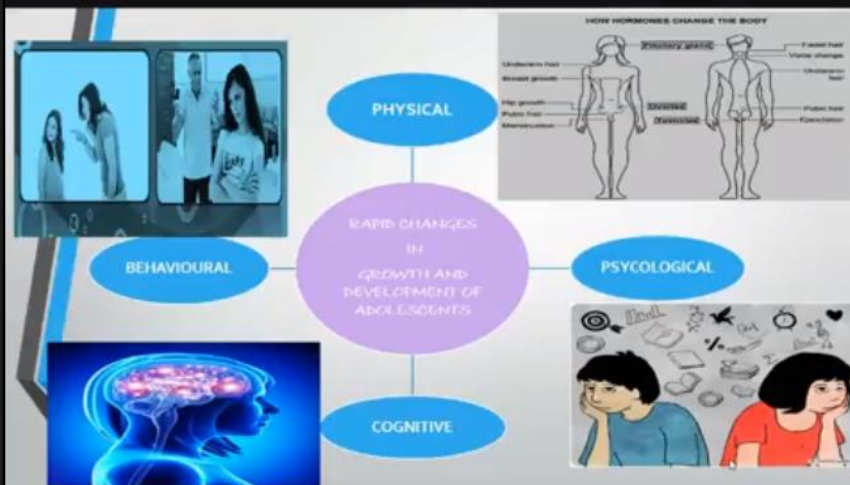 HOW HORMONES CHANGE THE BODY
Pituitary gland
Facial hair
Voice change
Underarm hair
Underarm
hair
Breast growth
PHYSICAL
Hip growth
Pubic hair
Menstruation
Ovaries
Testicles
Pubic hair
Ejaculation
RAPID CHANGES
IN
GROWTH AND
DEVELOPMENT OF
ADOLESCENTS
BEHAVIOURAL
PSYCOLOGICAL
COGNITIVE